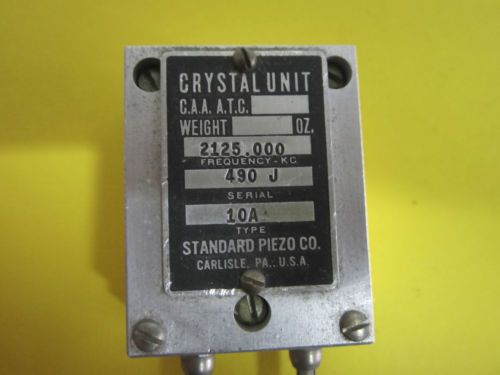 CRYSTAL UNIT
C.A.A. A.T.C.
WEIGHT OZ.
2125.000
FREQUENCY-KC
490 J
SERIAL
10A
TYPE
STANDARD PIEZO CO.
CARLISLE, PA., U.S.A.